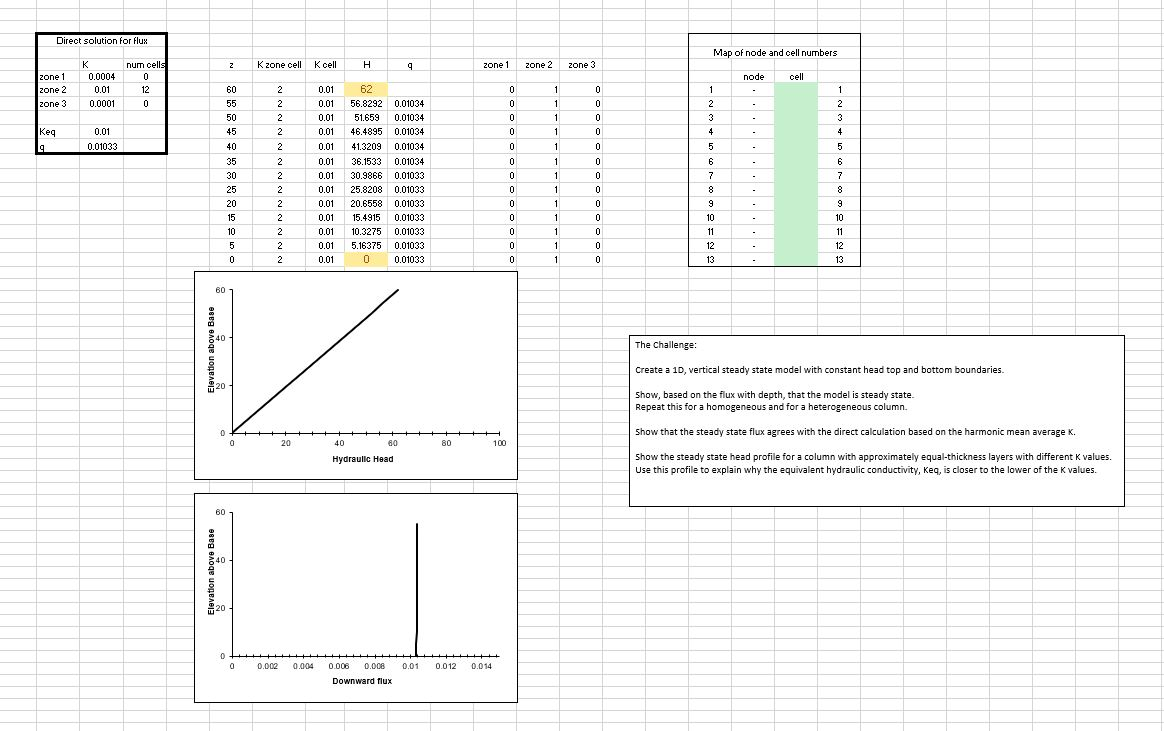 Direct solution for flux
K num cells
zone 1 0.0004 0
zone 2 0.01 12
zone 3 0.0001 0
Keq 0.01
q 0.01033
z K zone cell K cell H q zone 1 zone 2 zone 3
60 2 0.01 62 0 1 0
55 2 0.01 56.8292 0.01034 0 1 0
50 2 0.01 51.659 0.01034 0 1 0
45 2 0.01 46.4895 0.01034 0 1 0
40 2 0.01 41.3209 0.01034 0 1 0
35 2 0.01 36.1533 0.01034 0 1 0
30 2 0.01 30.9866 0.01033 0 1 0
25 2 0.01 25.8208 0.01033 0 1 0
20 2 0.01 20.6558 0.01033 0 1 0
15 2 0.01 15.4915 0.01033 0 1 0
10 2 0.01 10.3275 0.01033 0 1 0
5 2 0.01 5.16375 0.01033 0 1 0
0 2 0.01 0 0.01033 0 1 0
Map of node and cell numbers
node cell
1 - 1
2 - 2
3 - 3
4 - 4
5 - 5
6 - 6
7 - 7
8 - 8
9 - 9
10 - 10
11 - 11
12 - 12
13 - 13
Elevation above Base
60
40
20
0
0 20 40 60 80 100
Hydraulic Head
Elevation above Base
60
40
20
0
0 0.002 0.004 0.006 0.008 0.01 0.012 0.014
Downward flux
The Challenge:
Create a 1D, vertical steady state model with constant head top and bottom boundaries.
Show, based on the flux with depth, that the model is steady state.
Repeat this for a homogeneous and for a heterogeneous column.
Show that the steady state flux agrees with the direct calculation based on the harmonic mean average K.
Show the steady state head profile for a column with approximately equal-thickness layers with different K values.
Use this profile to explain why the equivalent hydraulic conductivity, Keq, is closer to the lower of the K values.